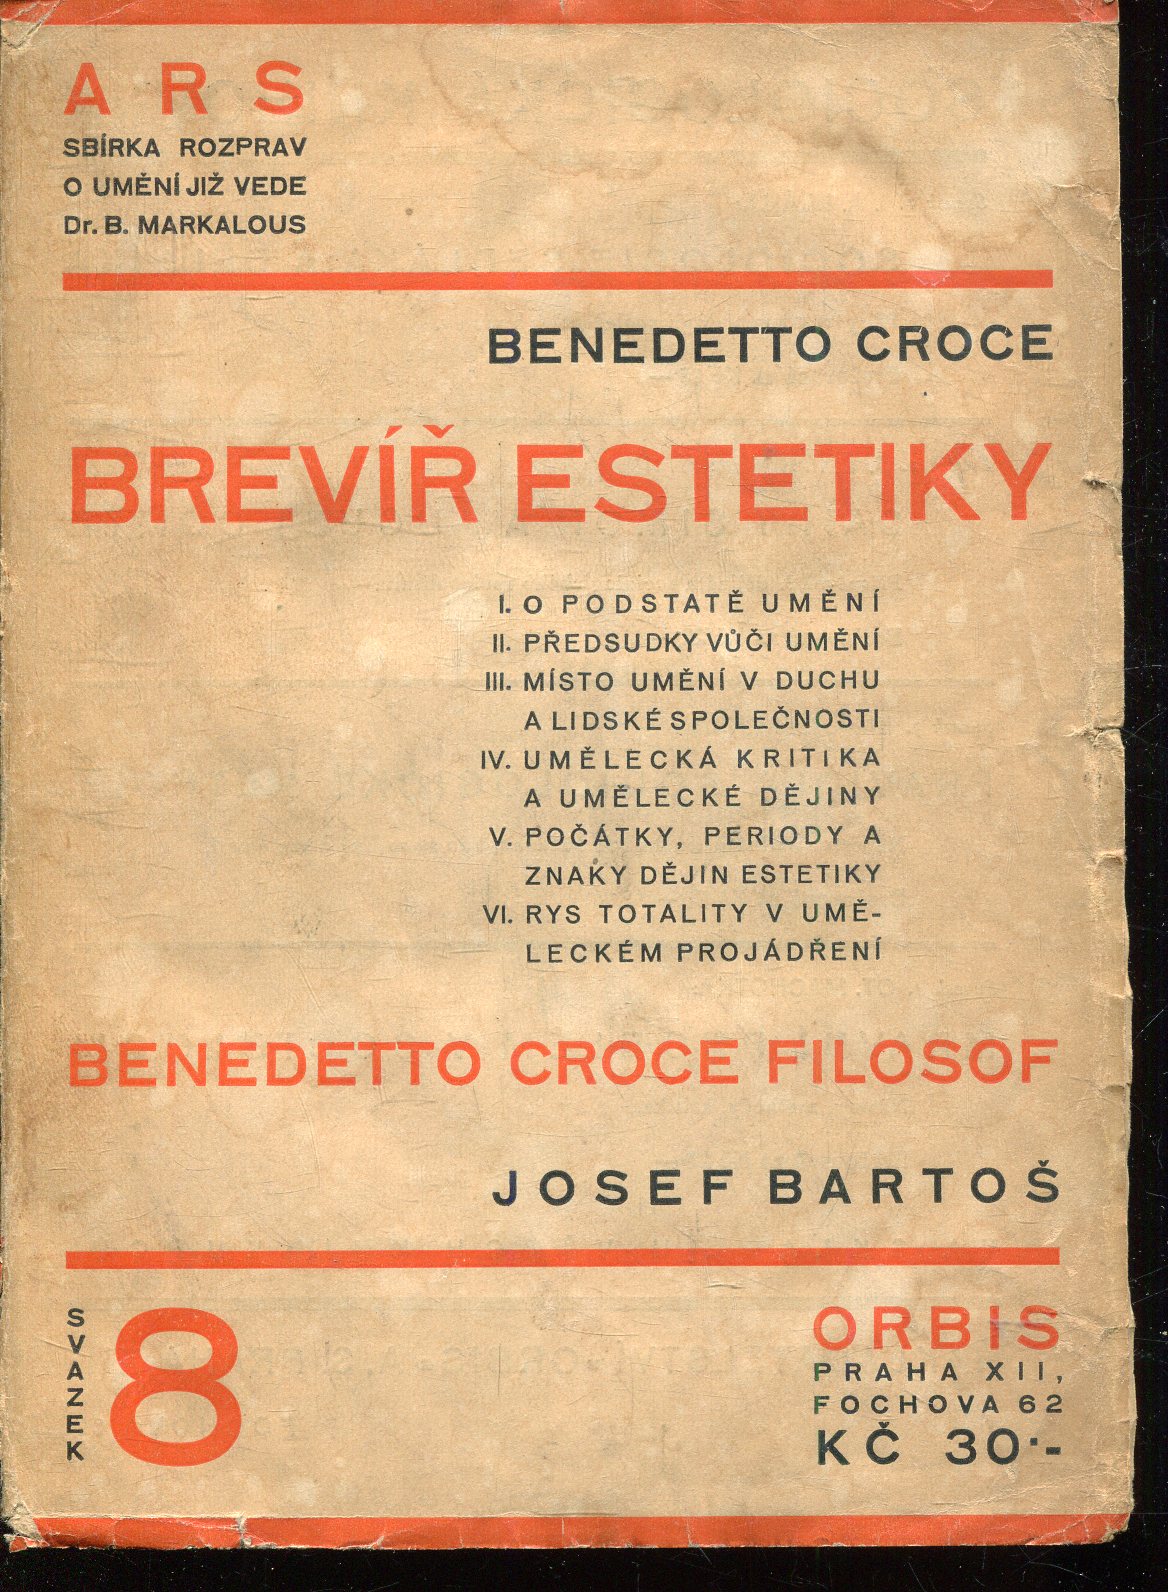 ARS
SBÍRKA ROZPRAV
O UMĚNÍ JIŽ VEDE
Dr. B. MARKALOUS
BENEDETTO CROCE
BREVÍŘ ESTETIKY
I. O PODSTATĚ UMĚNÍ
II. PŘEDSUDKY VŮČI UMĚNÍ
III. MÍSTO UMĚNÍ V DUCHU
A LIDSKÉ SPOLEČNOSTI
IV. UMĚLECKÁ KRITIKA
A UMĚLECKÉ DĚJINY
V. POČÁTKY, PERIODY A
ZNAKY DĚJIN ESTETIKY
VI. RYS TOTALITY V UMĚ-
LECKÉM PROJÁDŘENÍ
BENEDETTO CROCE FILOSOF
JOSEF BARTOŠ
SVAZEK
8
ORBIS
PRAHA XII,
FOCHOVA 62
KČ 30·-